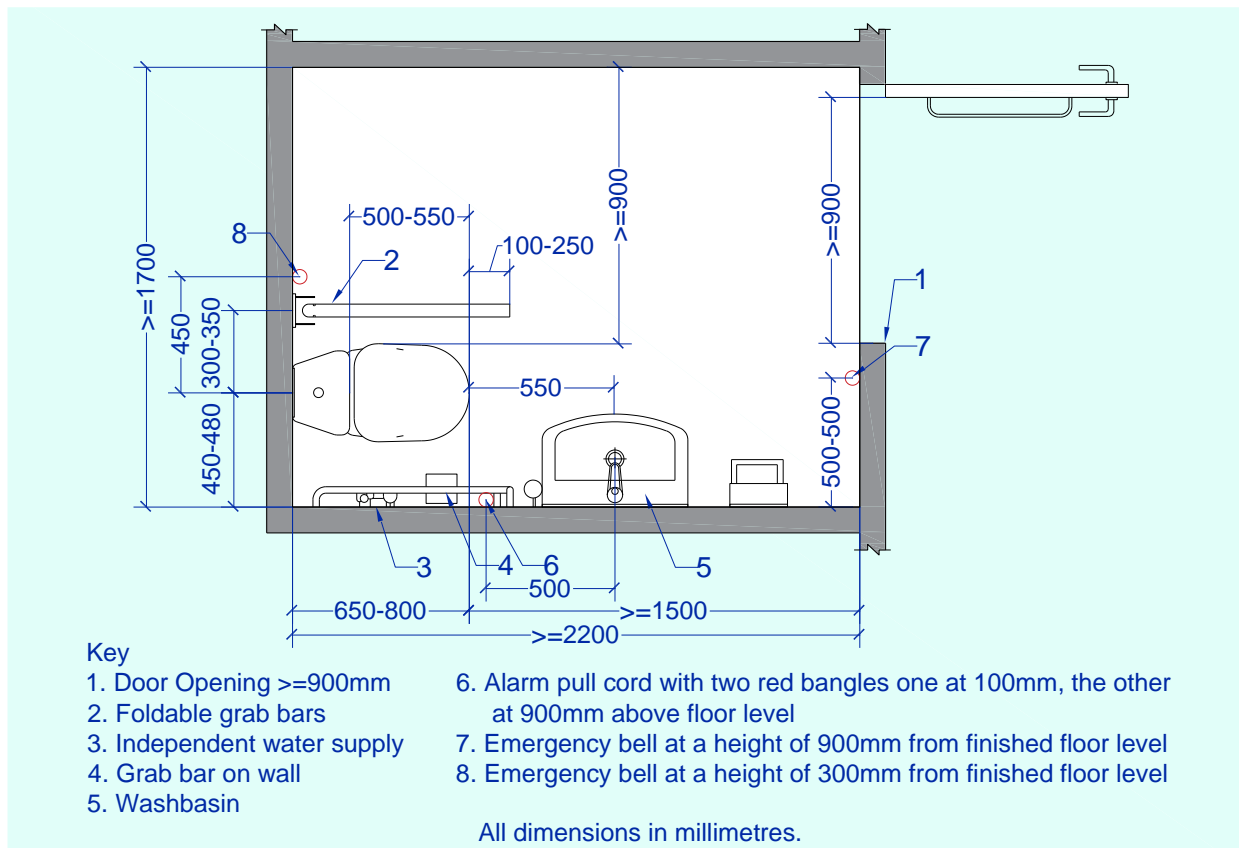 500-550
100-250
8
2
>=900
>=900
>=1700
1
450
300-350
7
550
450-480
500-500
3
4
6
5
500
650-800
>=1500
>=2200
Key
1. Door Opening >=900mm
2. Foldable grab bars
3. Independent water supply
4. Grab bar on wall
5. Washbasin
6. Alarm pull cord with two red bangles one at 100mm, the other
at 900mm above floor level
7. Emergency bell at a height of 900mm from finished floor level
8. Emergency bell at a height of 300mm from finished floor level
All dimensions in millimetres.